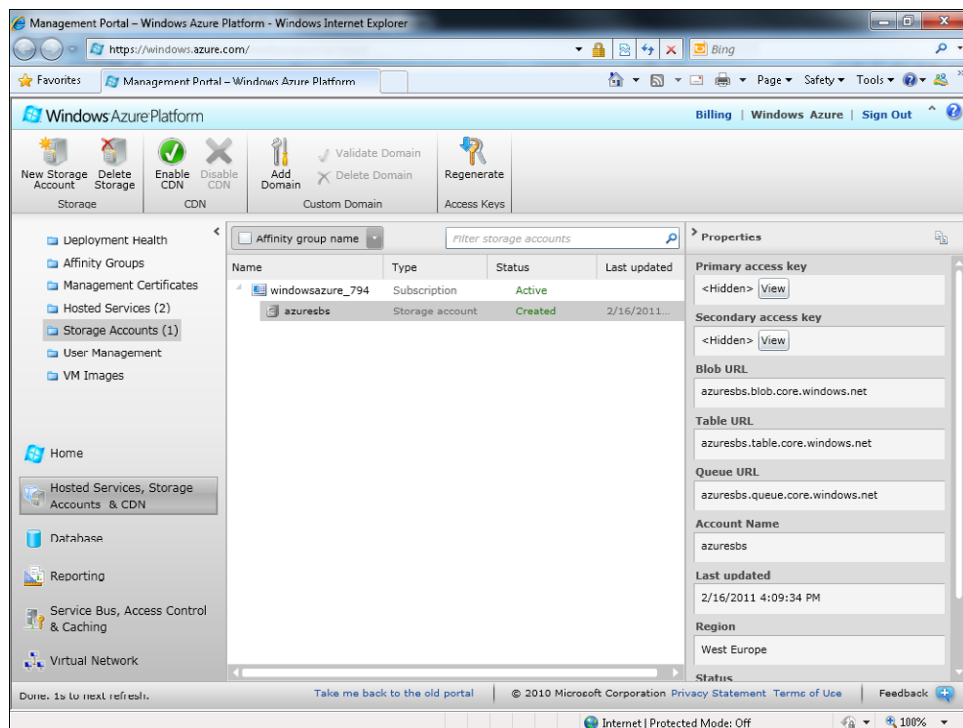 Management Portal – Windows Azure Platform - Windows Internet Explorer
https://windows.azure.com/
Bing
Favorites
Management Portal – Windows Azure Platform
Page
Safety
Tools
Windows Azure Platform
Billing | Windows Azure | Sign Out
New Storage Account
Delete Storage
Enable CDN
Disable CDN
Add Domain
Validate Domain
Delete Domain
Regenerate
Storage
CDN
Custom Domain
Access Keys
Deployment Health
Affinity Groups
Management Certificates
Hosted Services (2)
Storage Accounts (1)
User Management
VM Images
Home
Hosted Services, Storage
Accounts & CDN
Database
Reporting
Service Bus, Access Control
& Caching
Virtual Network
Affinity group name
Filter storage accounts
Name Type Status Last updated
windowsazure_794 Subscription Active
azuresbs Storage account Created 2/16/2011...
Properties
Primary access key
<Hidden> View
Secondary access key
<Hidden> View
Blob URL
azuresbs.blob.core.windows.net
Table URL
azuresbs.table.core.windows.net
Queue URL
azuresbs.queue.core.windows.net
Account Name
azuresbs
Last updated
2/16/2011 4:09:34 PM
Region
West Europe
Status
Done. 1s to next refresh.
Take me back to the old portal
© 2010 Microsoft Corporation Privacy Statement Terms of Use
Feedback
Internet | Protected Mode: Off
100%